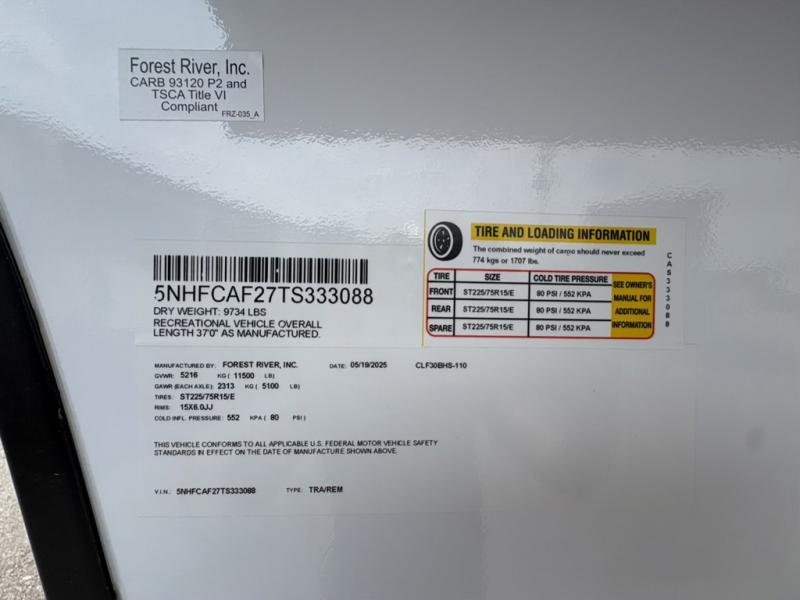 Forest River, Inc.
CARB 93120 P2 and
TSCA Title VI
Compliant
FRZ-035_A
TIRE AND LOADING INFORMATION
The combined weight of cargo should never exceed
774 kgs or 1707 lbs.
TIRE SIZE COLD TIRE PRESSURE SEE OWNER'S MANUAL FOR ADDITIONAL INFORMATION
FRONT ST225/75R15/E 80 PSI / 552 KPA
REAR ST225/75R15/E 80 PSI / 552 KPA
SPARE ST225/75R15/E 80 PSI / 552 KPA
CAS333088
5NHFCAF27TS333088
DRY WEIGHT: 9734 LBS
RECREATIONAL VEHICLE OVERALL
LENGTH 37'0" AS MANUFACTURED.
MANUFACTURED BY: FOREST RIVER, INC. DATE: 05/19/2025 CLF30BHS-110
GVWR: 5216 KG ( 11500 LB)
GAWR (EACH AXLE): 2313 KG ( 5100 LB)
TIRES: ST225/75R15/E
RIMS: 15X6.0JJ
COLD INFL. PRESSURE: 552 KPA ( 80 PSI )
THIS VEHICLE CONFORMS TO ALL APPLICABLE U.S. FEDERAL MOTOR VEHICLE SAFETY
STANDARDS IN EFFECT ON THE DATE OF MANUFACTURE SHOWN ABOVE.
V.I.N.: 5NHFCAF27TS333088 TYPE: TRA/REM